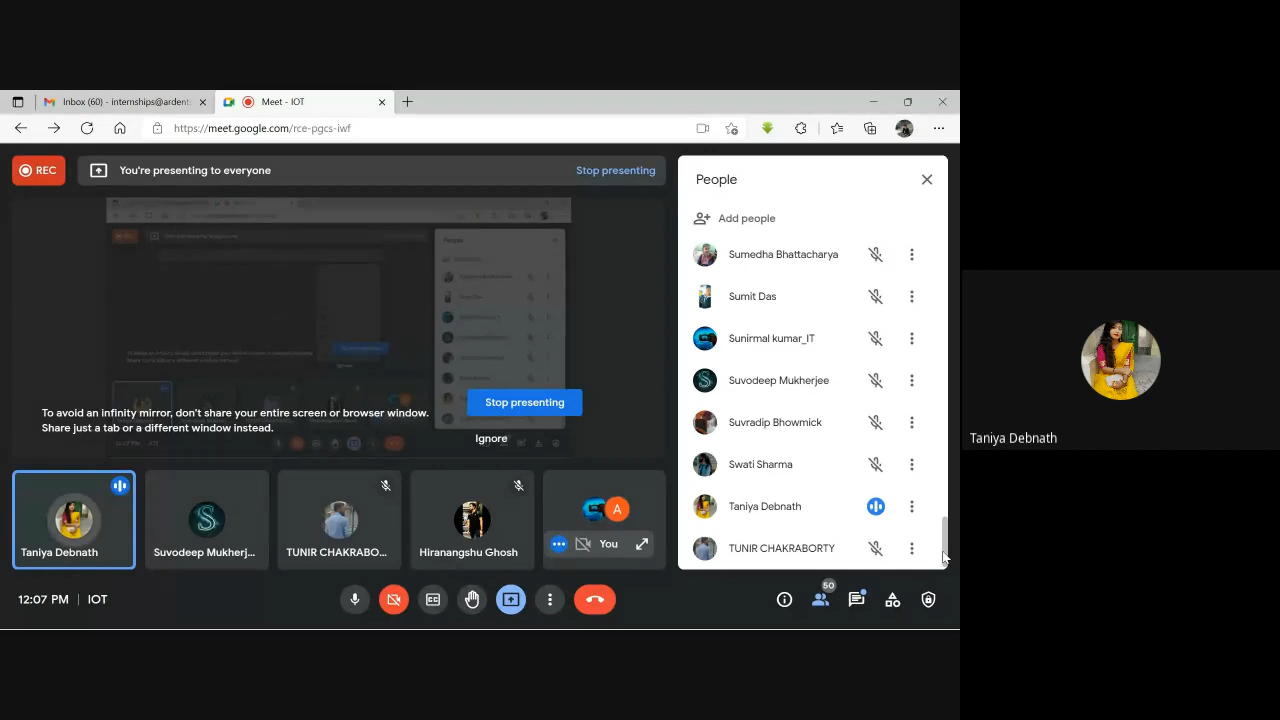 Inbox (60) - internships@ardent
Meet - IOT
https://meet.google.com/rce-pgcs-iwf
REC
You're presenting to everyone
Stop presenting
To avoid an infinity mirror, don't share your entire screen or browser window.
Share just a tab or a different window instead.
Stop presenting
Ignore
Taniya Debnath
Suvodeep Mukherj...
TUNIR CHAKRABO...
Hiranangshu Ghosh
A
You
People
Add people
Sumedha Bhattacharya
Sumit Das
Sunirmal kumar_IT
Suvodeep Mukherjee
Suvradip Bhowmick
Swati Sharma
Taniya Debnath
TUNIR CHAKRABORTY
12:07 PM | IOT
50
Taniya Debnath